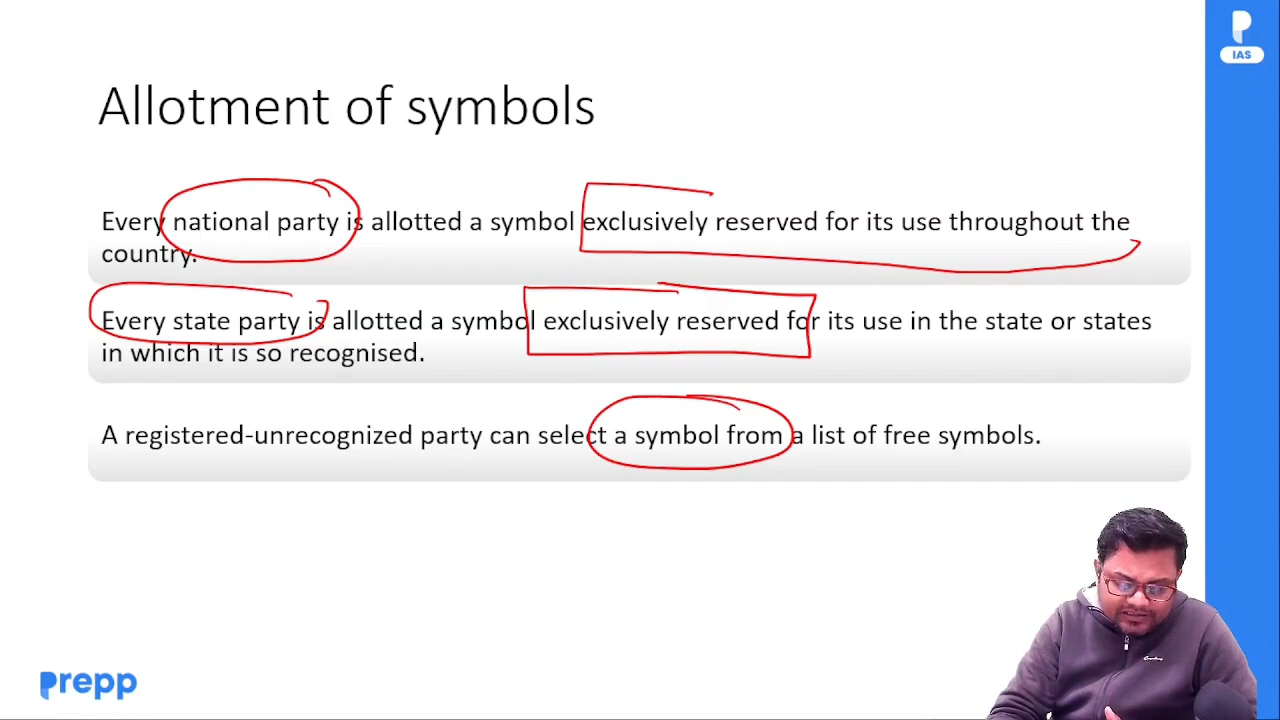 IAS
Allotment of symbols
Every national party is allotted a symbol exclusively reserved for its use throughout the
country.
Every state party is allotted a symbol exclusively reserved for its use in the state or states
in which it is so recognised.
A registered-unrecognized party can select a symbol from a list of free symbols.
prepp